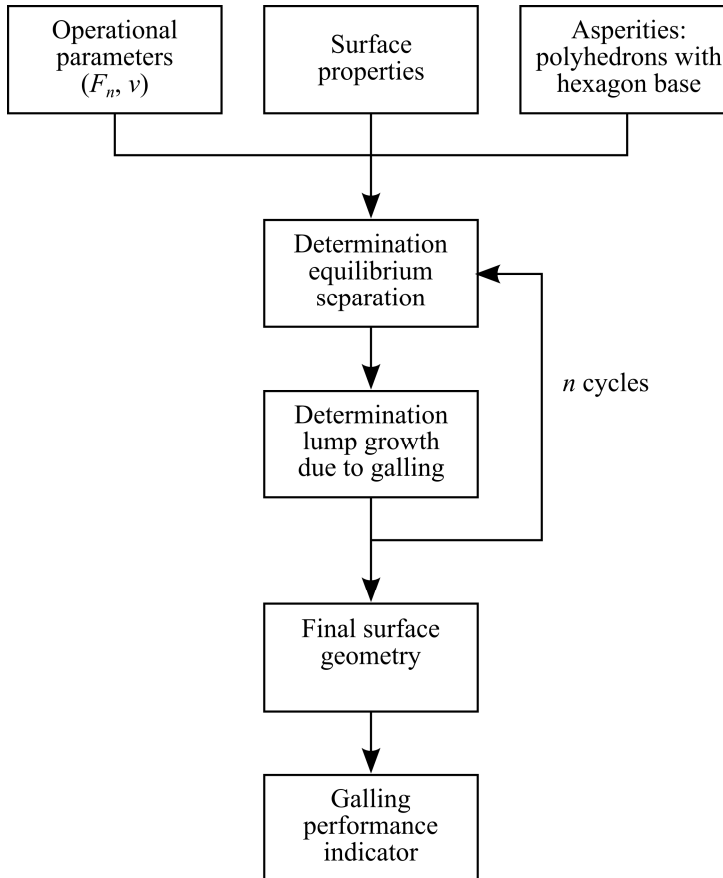 Operational
parameters
(Fn, v)
Surface
properties
Asperities:
polyhedrons with
hexagon base
Determination
equilibrium
scparation
n cycles
Determination
lump growth
due to galling
Final surface
geometry
Galling
performance
indicator